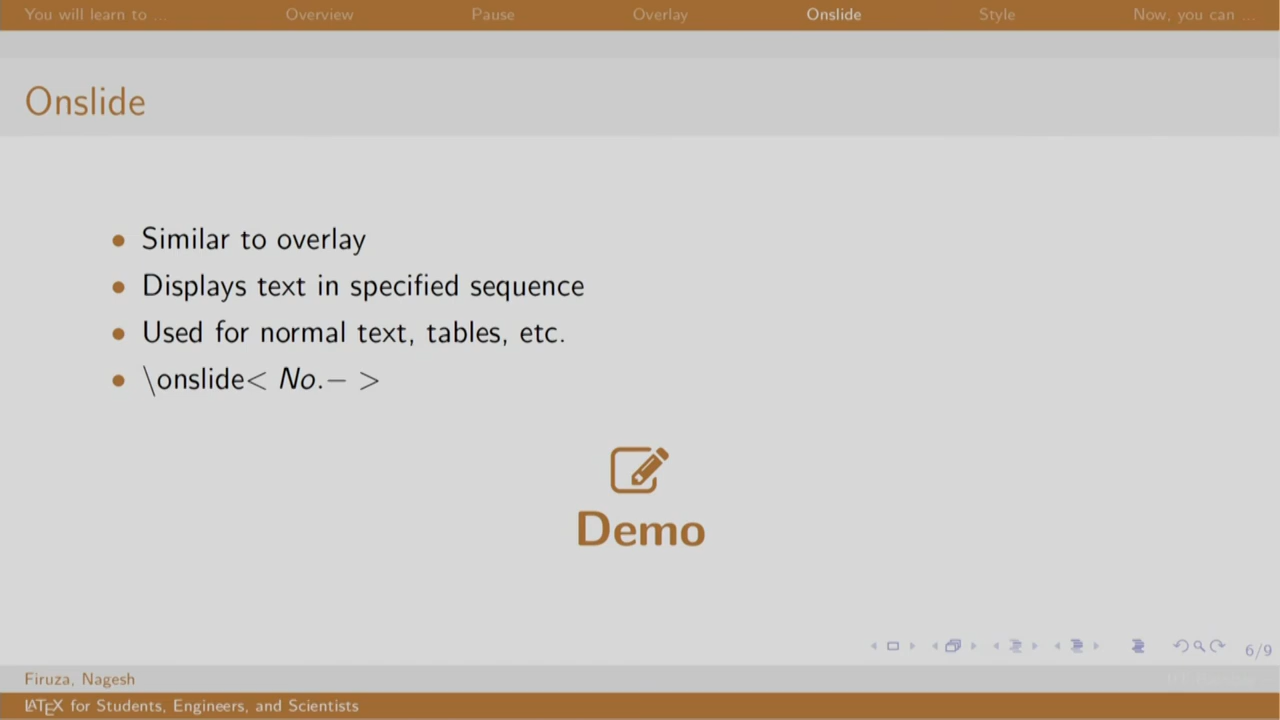 You will learn to ... Overview Pause Overlay Onslide Style Now, you can ...
Onslide
Similar to overlay
Displays text in specified sequence
Used for normal text, tables, etc.
\onslide< No.− >
Demo
6/9
Firuza, Nagesh
LATEX for Students, Engineers, and Scientists